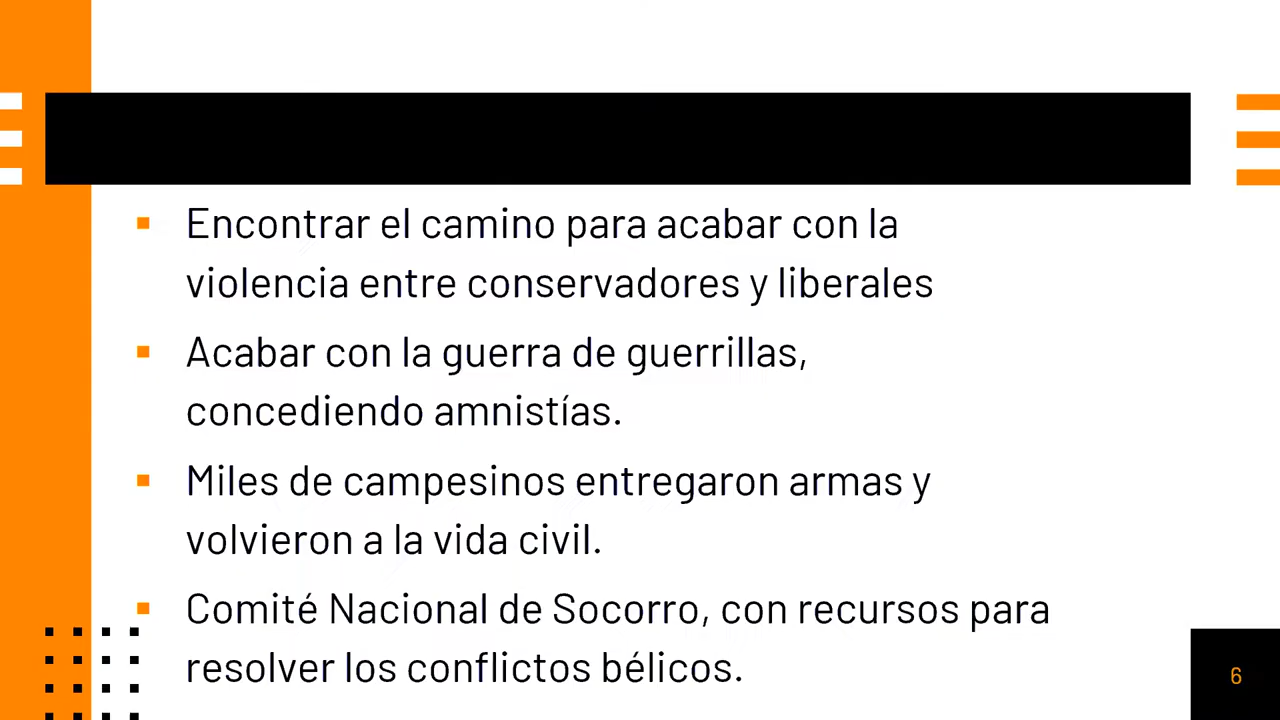 Encontrar el camino para acabar con la
violencia entre conservadores y liberales
Acabar con la guerra de guerrillas,
concediendo amnistías.
Miles de campesinos entregaron armas y
volvieron a la vida civil.
Comité Nacional de Socorro, con recursos para
resolver los conflictos bélicos.
6